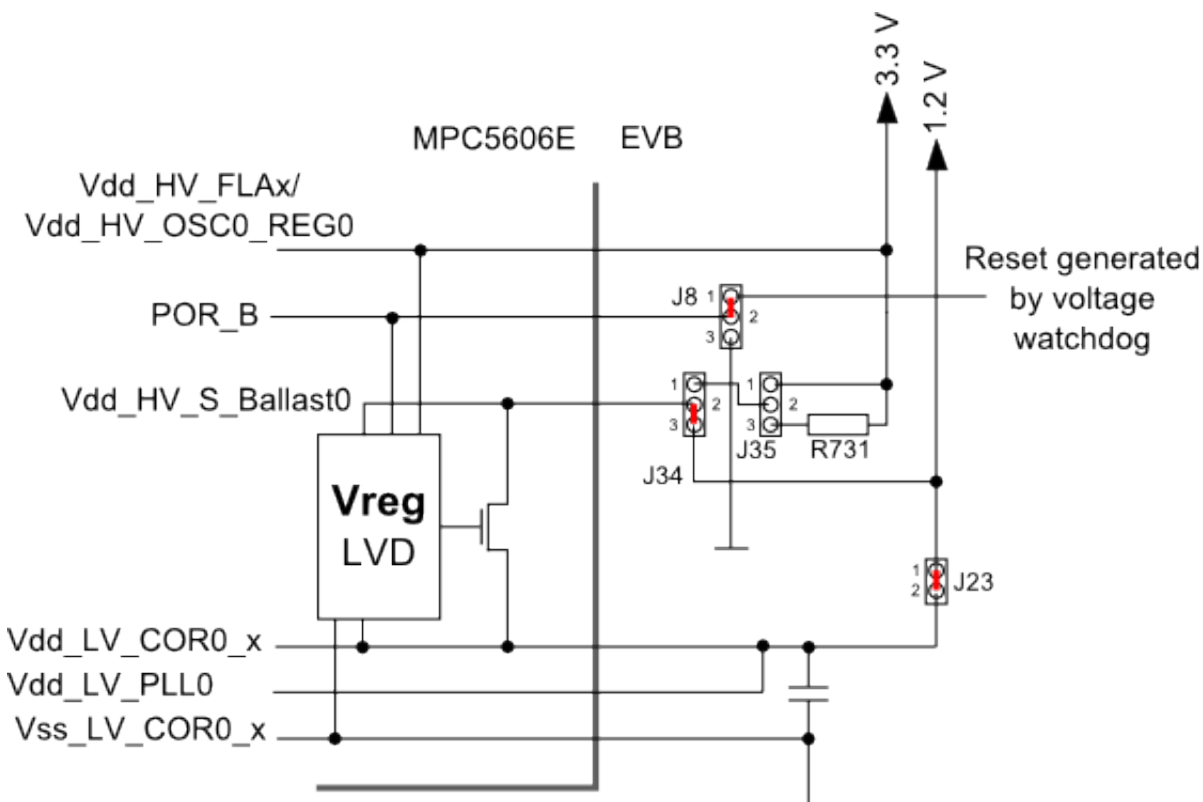 3.3 V
1.2 V
MPC5606E EVB
Vdd_HV_FLAx/
Vdd_HV_OSC0_REG0
Reset generated
by voltage
watchdog
J8 1
2
3
POR_B
Vdd_HV_S_Ballast0
1
2
3
J34
1
2
3
J35
R731
Vreg
LVD
1
2
J23
Vdd_LV_COR0_x
Vdd_LV_PLL0
Vss_LV_COR0_x